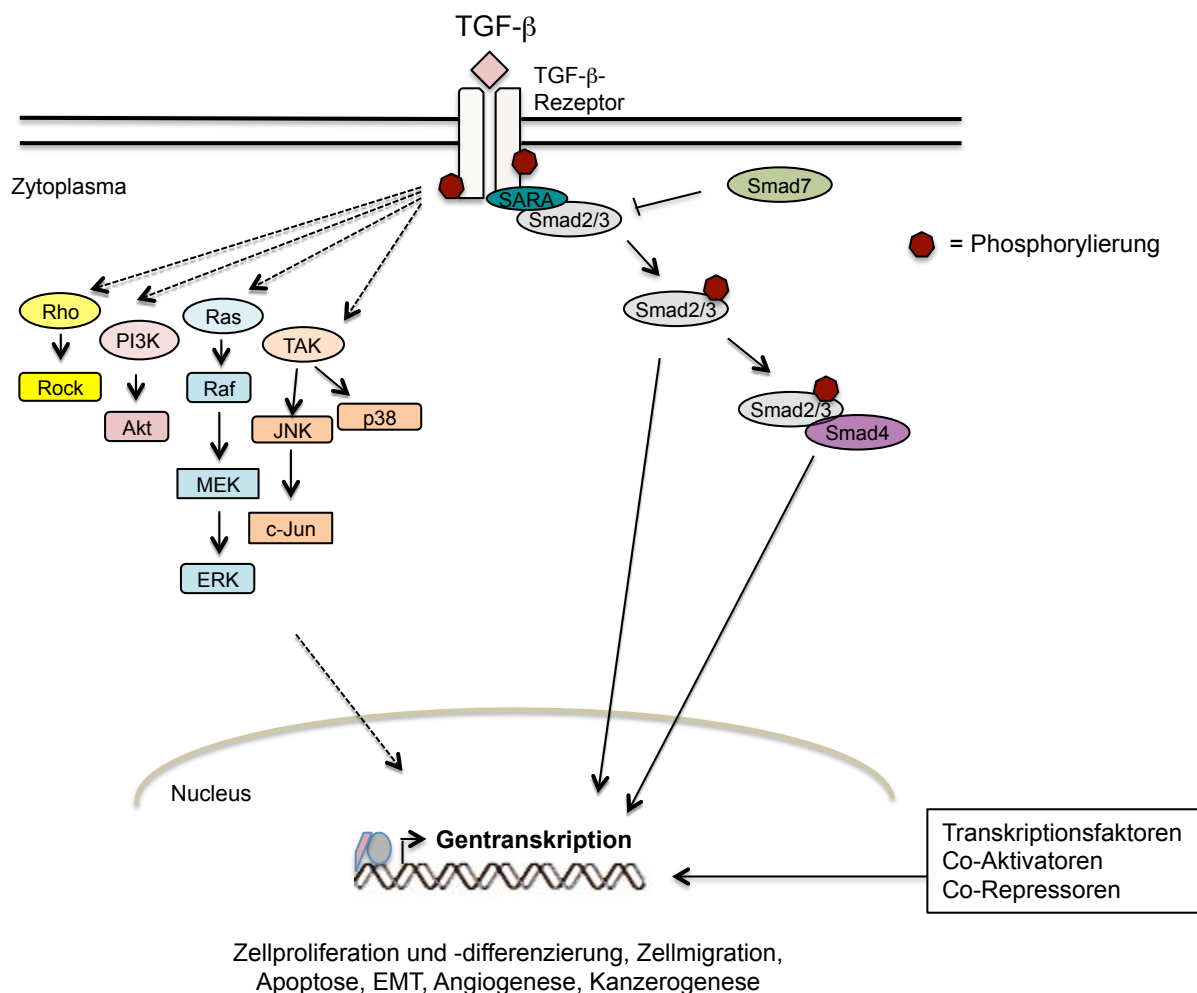 TGF-β
TGF-β-
Rezeptor
Zytoplasma
SARA
Smad2/3
Smad7
= Phosphorylierung
Smad2/3
Rho
PI3K
Ras
TAK
Rock
Akt
Raf
JNK
p38
Smad2/3
Smad4
MEK
c-Jun
ERK
Nucleus
Gentranskription
Transkriptionsfaktoren
Co-Aktivatoren
Co-Repressoren
Zellproliferation und -differenzierung, Zellmigration,
Apoptose, EMT, Angiogenese, Kanzerogenese